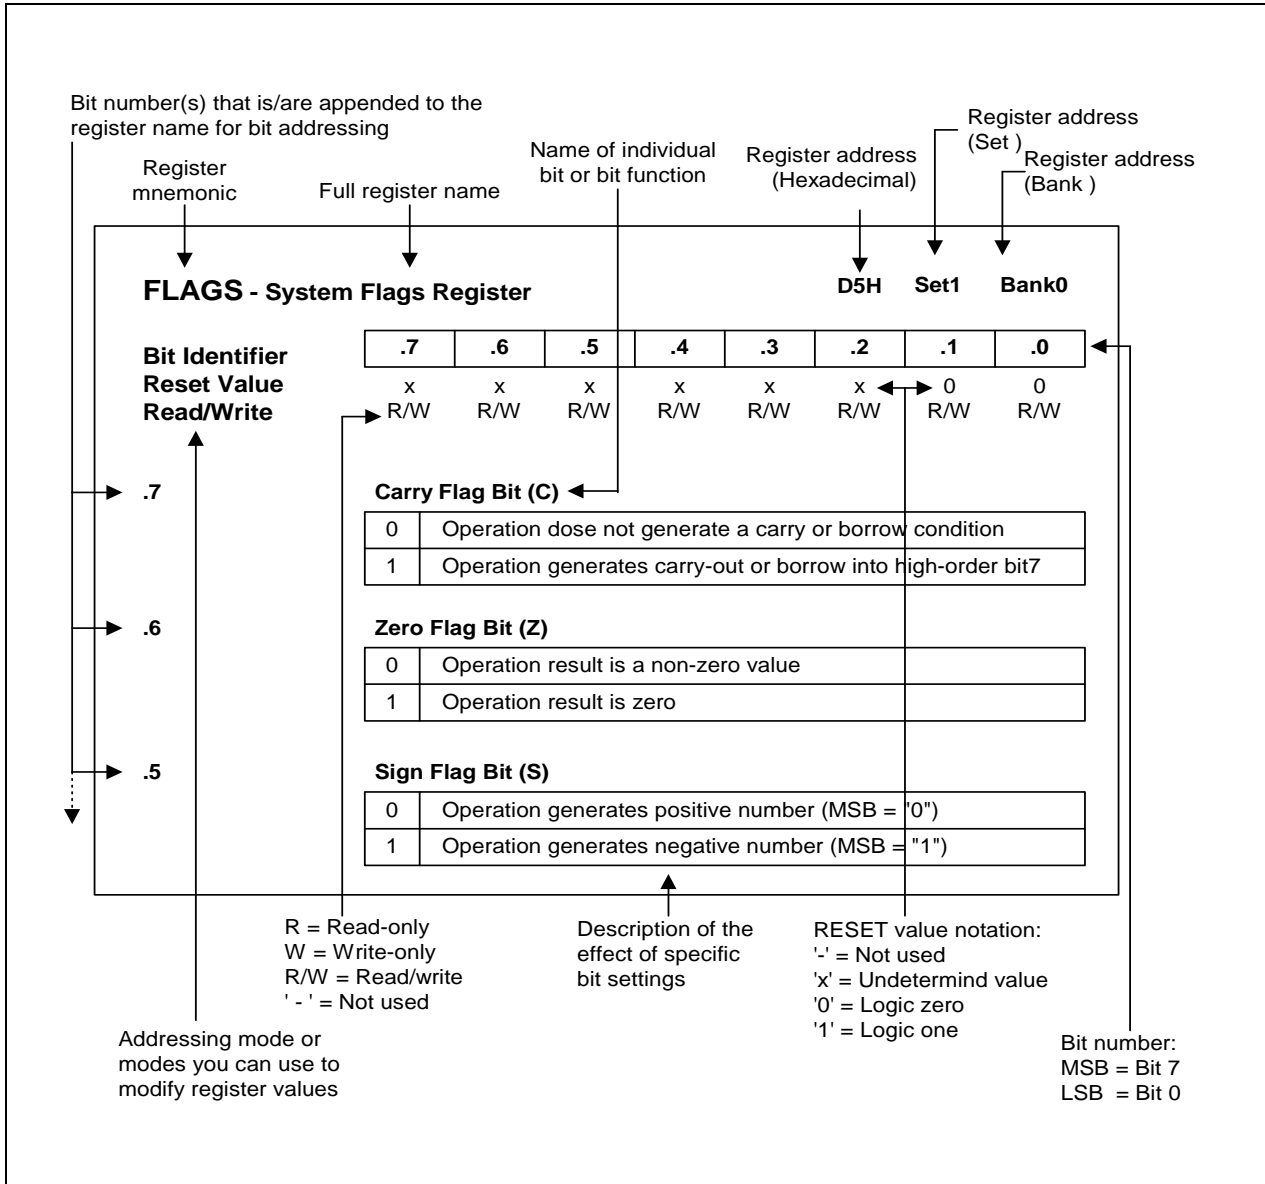 Bit number(s) that is/are appended to the
register name for bit addressing
Register
mnemonic
Full register name
Name of individual
bit or bit function
Register address
(Hexadecimal)
Register address
(Set )
Register address
(Bank )
FLAGS - System Flags Register
D5H Set1 Bank0
Bit Identifier .7 .6 .5 .4 .3 .2 .1 .0
Reset Value x x x x x x 0 0
Read/Write R/W R/W R/W R/W R/W R/W R/W R/W
.7 Carry Flag Bit (C)
0 Operation dose not generate a carry or borrow condition
1 Operation generates carry-out or borrow into high-order bit7
.6 Zero Flag Bit (Z)
0 Operation result is a non-zero value
1 Operation result is zero
.5 Sign Flag Bit (S)
0 Operation generates positive number (MSB = "0")
1 Operation generates negative number (MSB = "1")
R = Read-only
W = Write-only
R/W = Read/write
' - ' = Not used
Description of the
effect of specific
bit settings
RESET value notation:
'-' = Not used
'x' = Undetermind value
'0' = Logic zero
'1' = Logic one
Addressing mode or
modes you can use to
modify register values
Bit number:
MSB = Bit 7
LSB = Bit 0